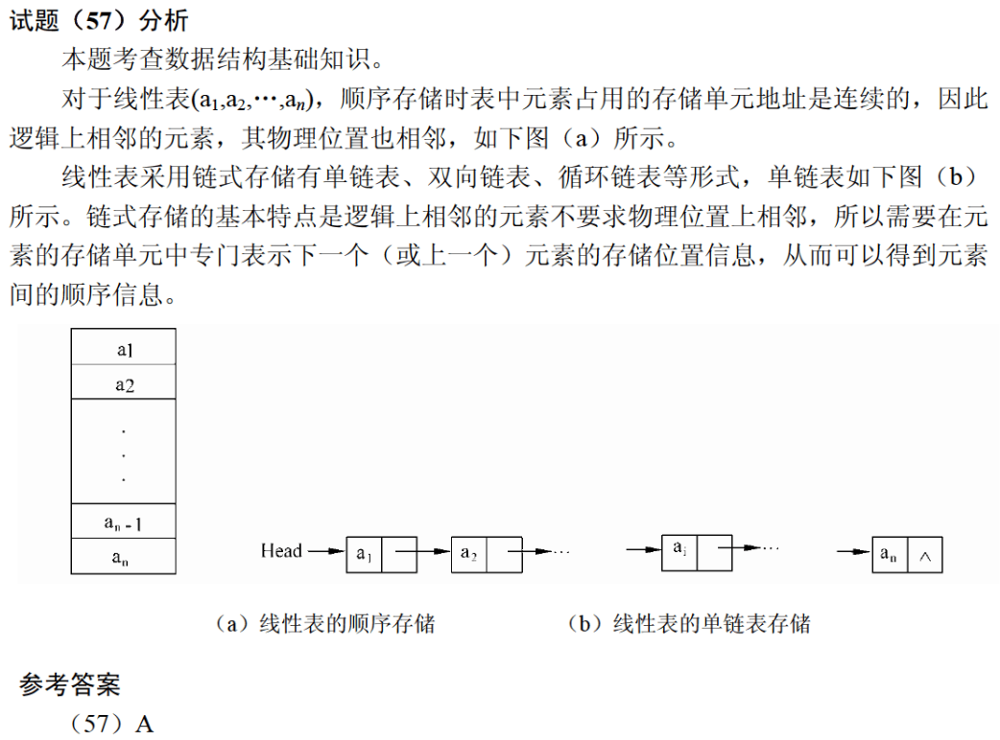 试题（57）分析
本题考查数据结构基础知识。
对于线性表(a₁,a₂,⋯,aₙ)，顺序存储时表中元素占用的存储单元地址是连续的，因此
逻辑上相邻的元素，其物理位置也相邻，如下图（a）所示。
线性表采用链式存储有单链表、双向链表、循环链表等形式，单链表如下图（b）
所示。链式存储的基本特点是逻辑上相邻的元素不要求物理位置上相邻，所以需要在元
素的存储单元中专门表示下一个（或上一个）元素的存储位置信息，从而可以得到元素
间的顺序信息。
a1
a2
.
.
.
aₙ-1
aₙ
Head a₁ a₂ ⋯ aᵢ ⋯ aₙ ∧
（a）线性表的顺序存储 （b）线性表的单链表存储
参考答案
（57）A